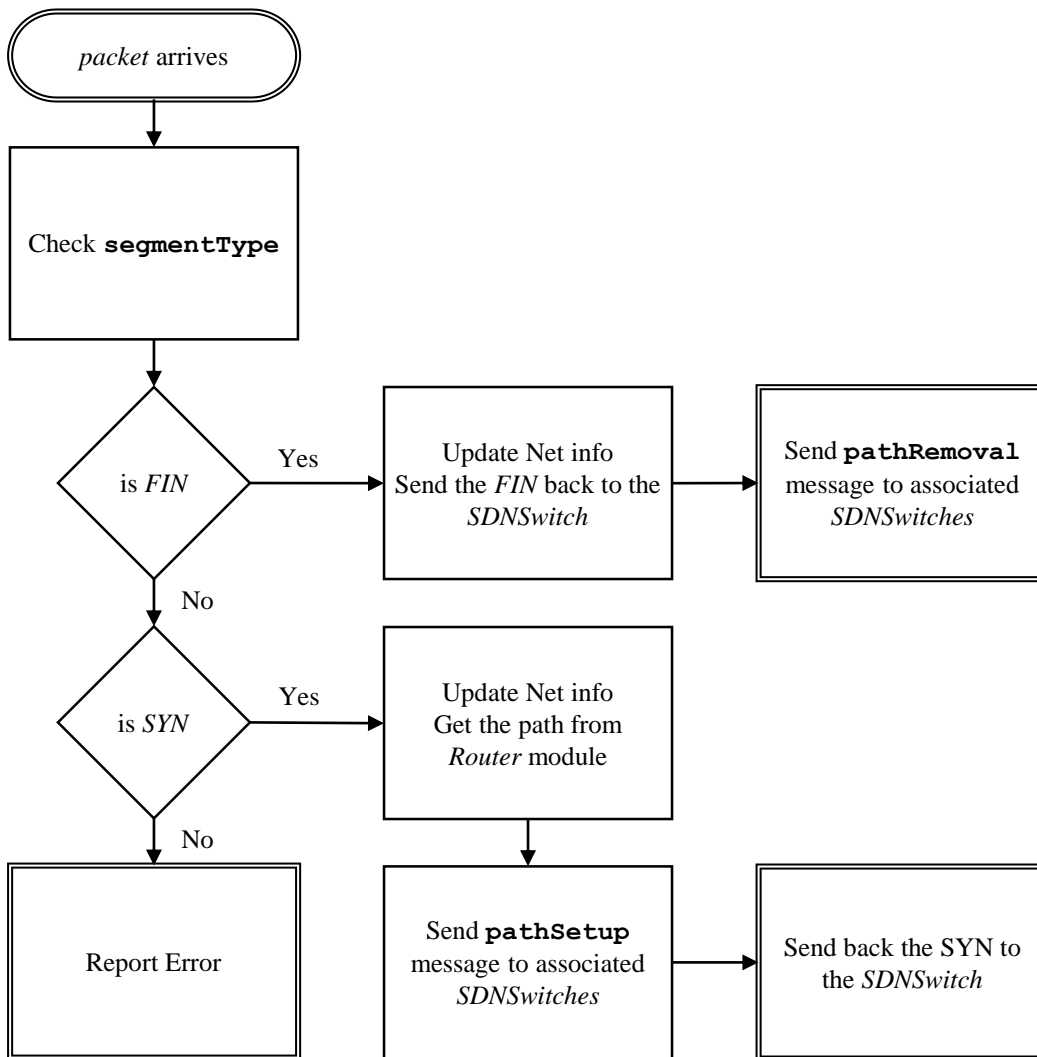 packet arrives
Check segmentType
is FIN
Yes
Update Net info
Send the FIN back to the
SDNSwitch
Send pathRemoval
message to associated
SDNSwitches
No
is SYN
Yes
Update Net info
Get the path from
Router module
No
Report Error
Send pathSetup
message to associated
SDNSwitches
Send back the SYN to
the SDNSwitch